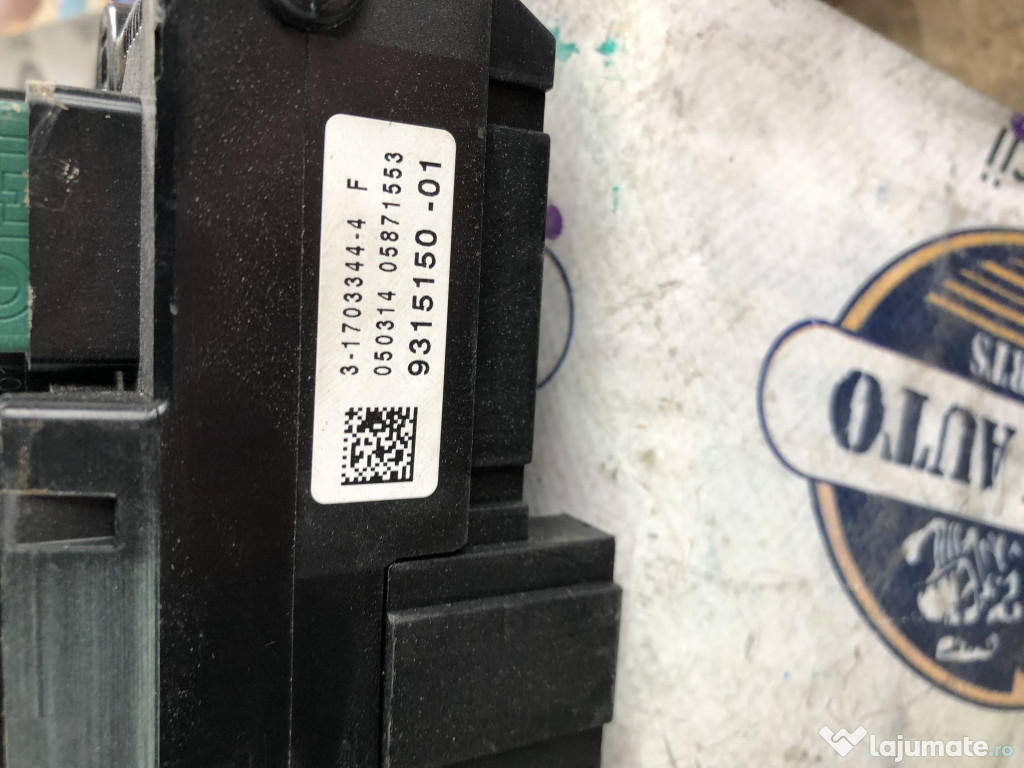 3-1703344-4 F
050314 05871553
9315150 -01
AUTO
lajumate.ro